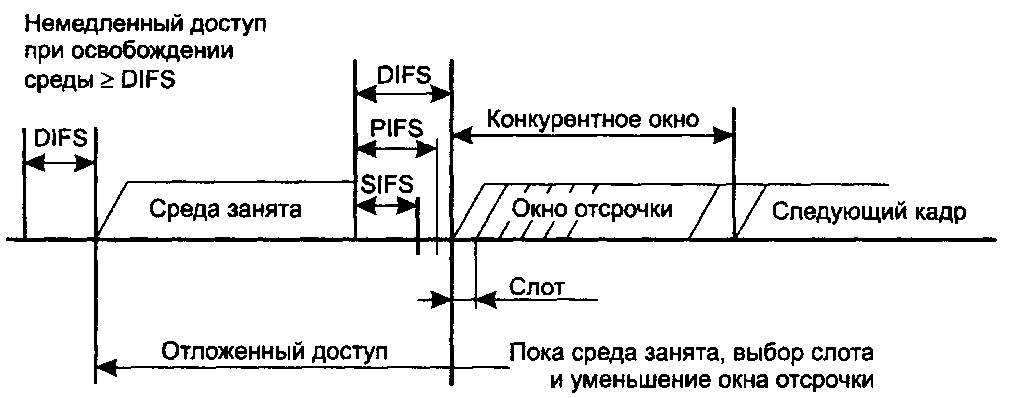 Немедленный доступ
при освобождении
среды ≥ DIFS
DIFS
DIFS
PIFS
SIFS
Конкурентное окно
Среда занята
Окно отсрочки
Следующий кадр
Слот
Отложенный доступ
Пока среда занята, выбор слота
и уменьшение окна отсрочки